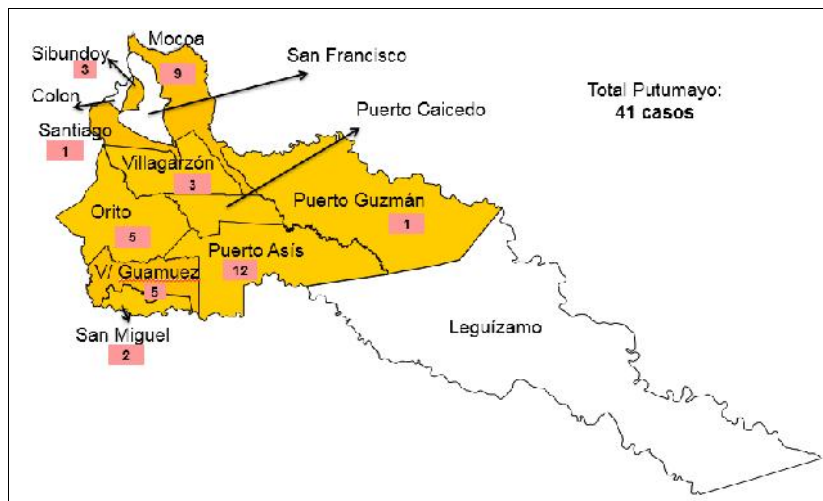 Mocoa
9
Sibundoy
3
San Francisco
Colon
Total Putumayo:
41 casos
Puerto Caicedo
Santiago
1
Villagarzón
3
Puerto Guzmán
1
Orito
5
Puerto Asís
12
V/ Guamuez
5
San Miguel
2
Leguízamo